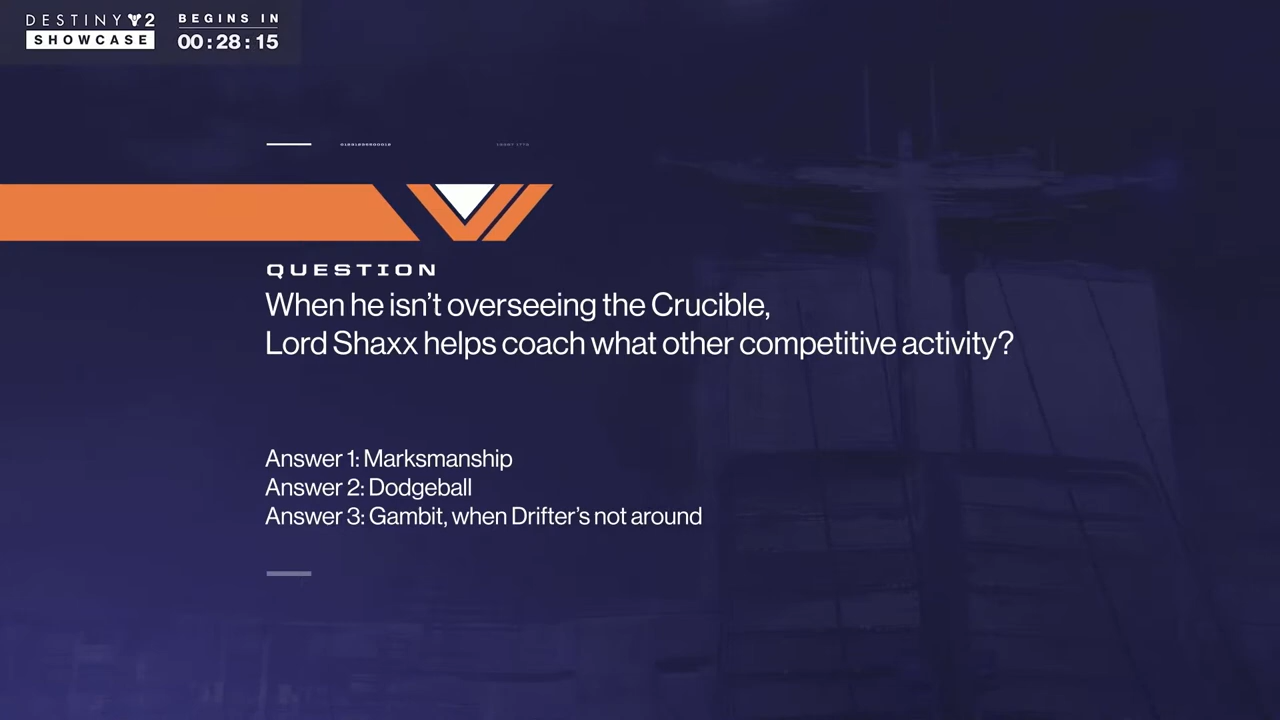 DESTINY 2
SHOWCASE
BEGINS IN
00:28:15
QUESTION
When he isn't overseeing the Crucible,
Lord Shaxx helps coach what other competitive activity?
Answer 1: Marksmanship
Answer 2: Dodgeball
Answer 3: Gambit, when Drifter's not around